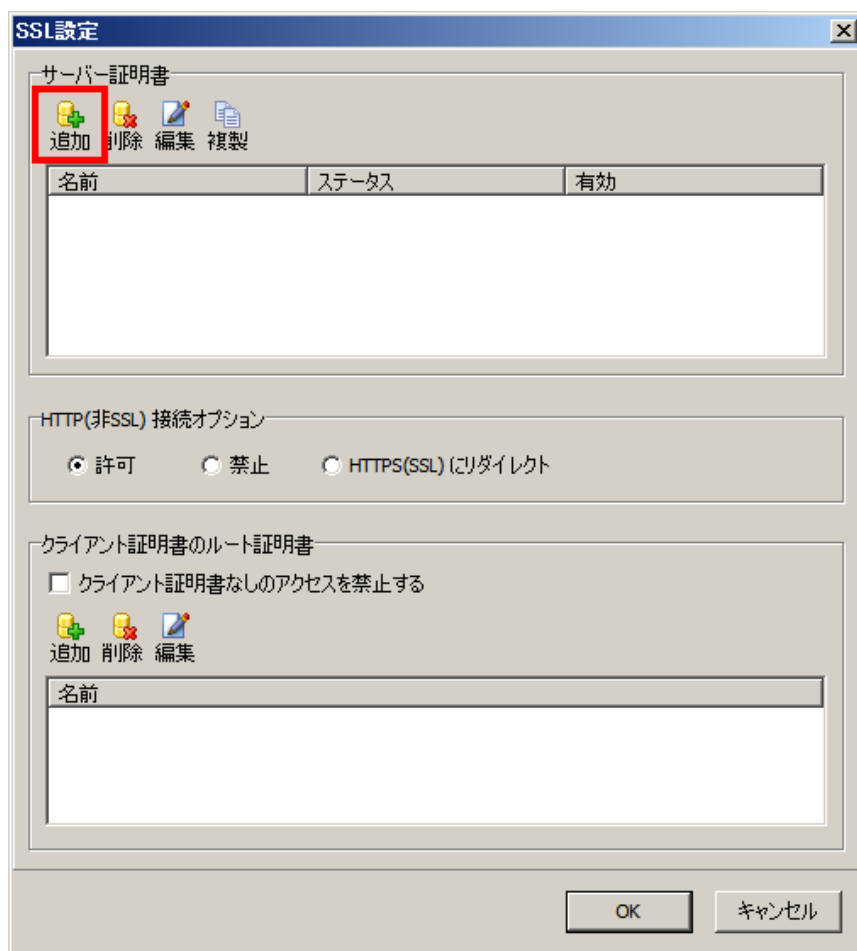 SSL設定
サーバー証明書
追加 削除 編集 複製
名前 ステータス 有効
HTTP(非SSL) 接続オプション
許可 禁止 HTTPS(SSL) にリダイレクト
クライアント証明書のルート証明書
クライアント証明書なしのアクセスを禁止する
追加 削除 編集
名前
OK キャンセル